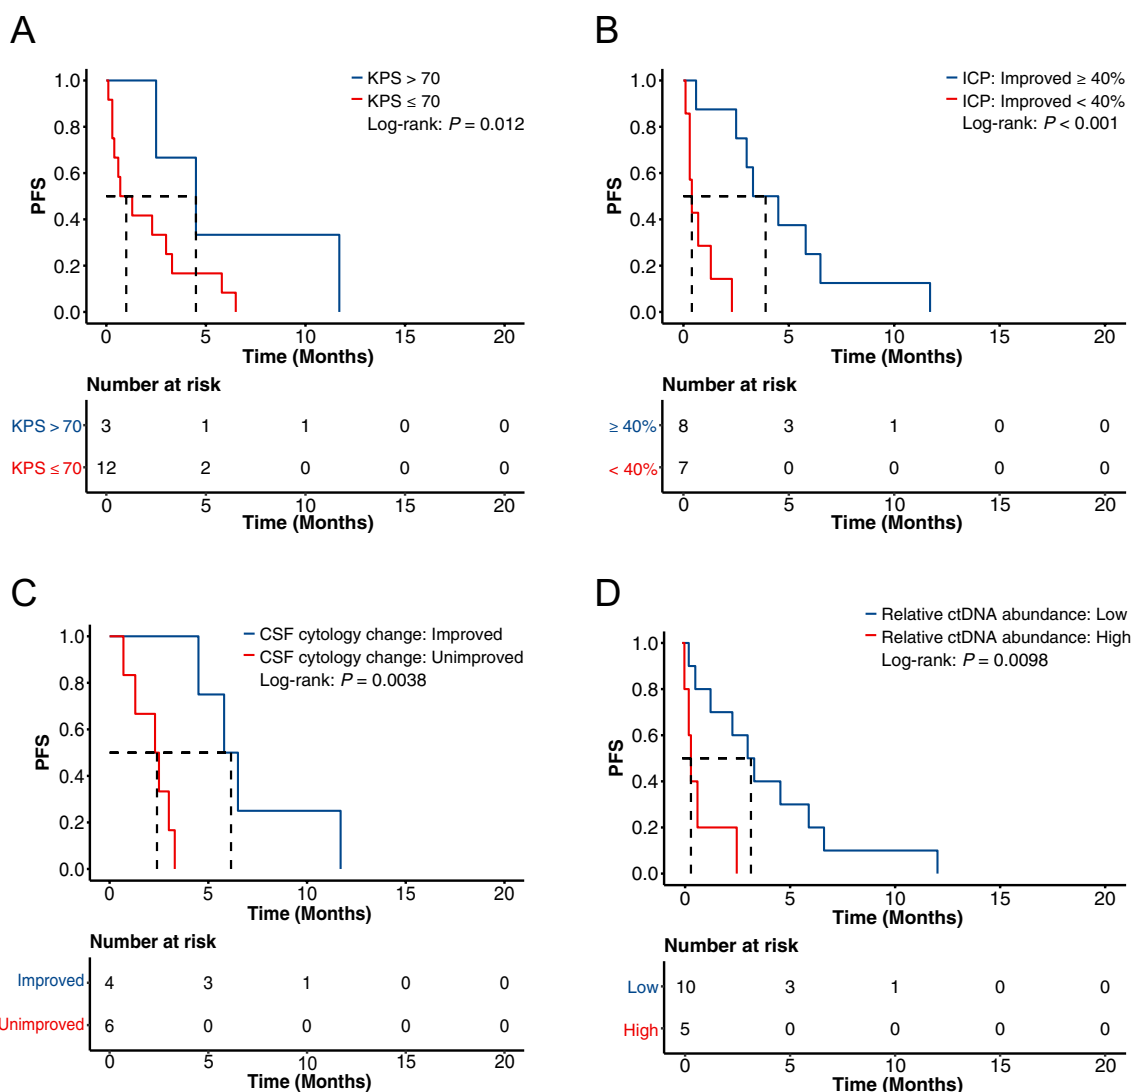 A
KPS > 70
KPS ≤ 70
Log-rank: P = 0.012
1.0
0.8
0.6
0.4
0.2
0.0
PFS
0 5 10 15 20
Time (Months)
Number at risk
KPS > 70 3 1 1 0 0
KPS ≤ 70 12 2 0 0 0
0 5 10 15 20
Time (Months)
B
ICP: Improved ≥ 40%
ICP: Improved < 40%
Log-rank: P < 0.001
1.0
0.8
0.6
0.4
0.2
0.0
PFS
0 5 10 15 20
Time (Months)
Number at risk
≥ 40% 8 3 1 0 0
< 40% 7 0 0 0 0
0 5 10 15 20
Time (Months)
C
CSF cytology change: Improved
CSF cytology change: Unimproved
Log-rank: P = 0.0038
1.0
0.8
0.6
0.4
0.2
0.0
PFS
0 5 10 15 20
Time (Months)
Number at risk
Improved 4 3 1 0 0
Unimproved 6 0 0 0 0
0 5 10 15 20
Time (Months)
D
Relative ctDNA abundance: Low
Relative ctDNA abundance: High
Log-rank: P = 0.0098
1.0
0.8
0.6
0.4
0.2
0.0
PFS
0 5 10 15 20
Time (Months)
Number at risk
Low 10 3 1 0 0
High 5 0 0 0 0
0 5 10 15 20
Time (Months)